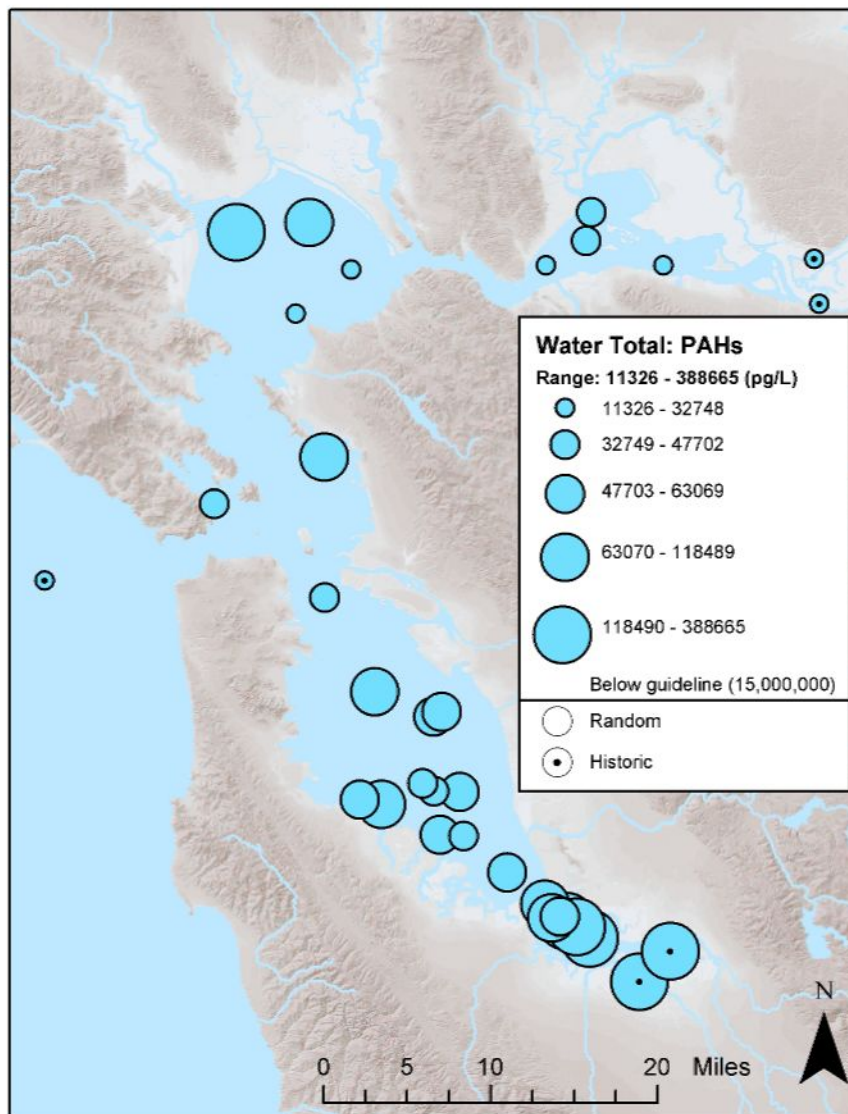 Water Total: PAHs
Range: 11326 - 388665 (pg/L)
11326 - 32748
32749 - 47702
47703 - 63069
63070 - 118489
118490 - 388665
Below guideline (15,000,000)
Random
Historic
N
0 5 10 20 Miles